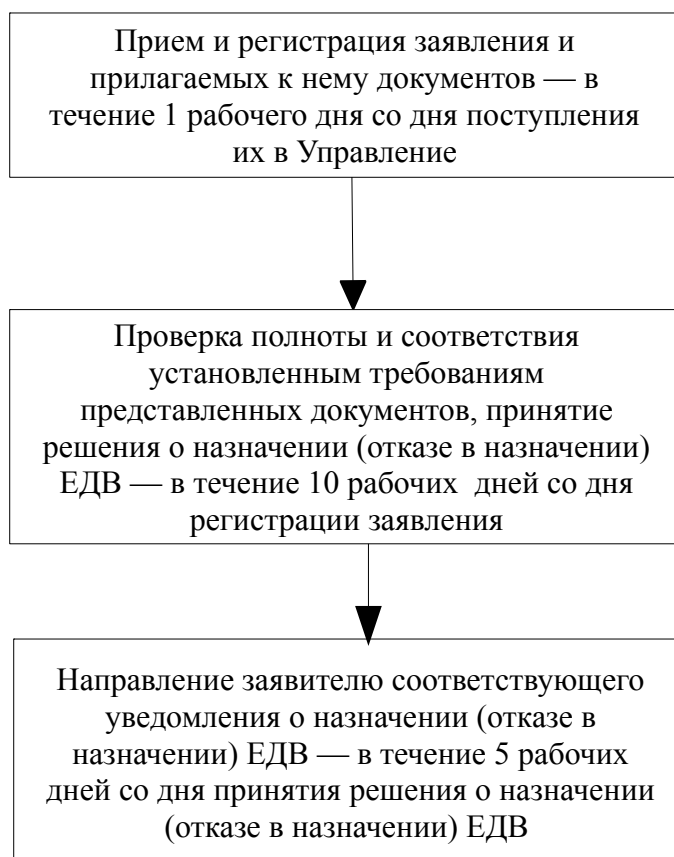 Прием и регистрация заявления и
прилагаемых к нему документов — в
течение 1 рабочего дня со дня поступления
их в Управление
Проверка полноты и соответствия
установленным требованиям
представленных документов, принятие
решения о назначении (отказе в назначении)
ЕДВ — в течение 10 рабочих  дней со дня
регистрации заявления
Направление заявителю соответствующего
уведомления о назначении (отказе в
назначении) ЕДВ — в течение 5 рабочих
дней со дня принятия решения о назначении
(отказе в назначении) ЕДВ